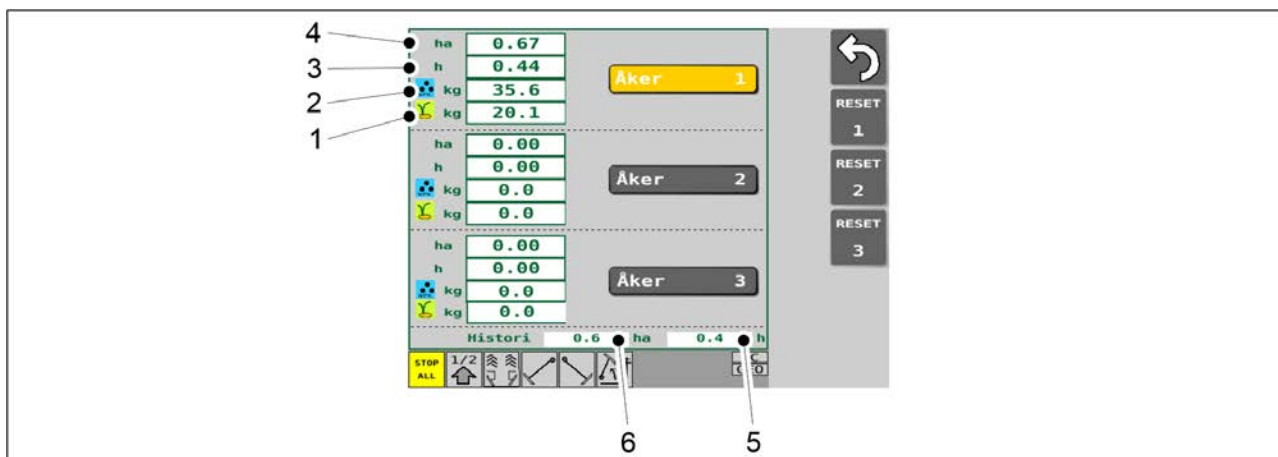 4
3
2
1
ha 0.67
h 0.44
kg 35.6
kg 20.1
Åker 1
ha 0.00
h 0.00
kg 0.0
kg 0.0
Åker 2
ha 0.00
h 0.00
kg 0.0
kg 0.0
Åker 3
Histori 0.6 ha 0.4 h
STOP
ALL
1/2
RESET
1
RESET
2
RESET
3
6
5